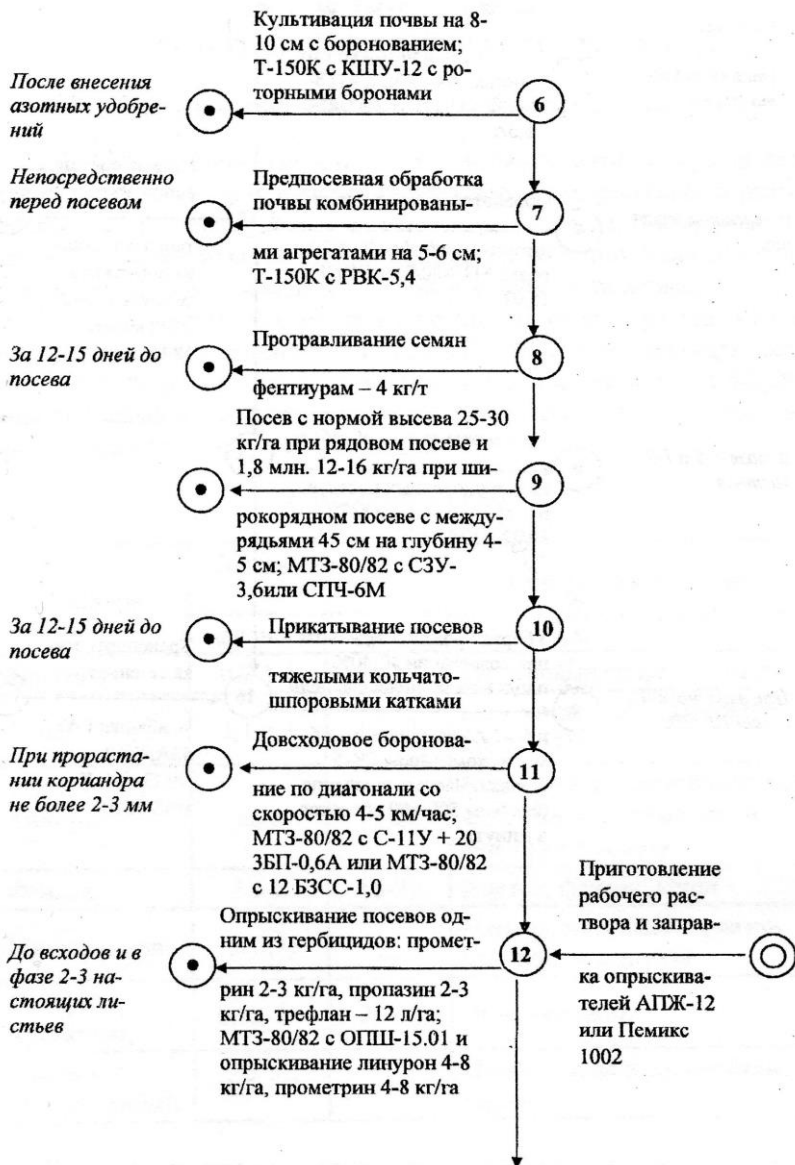 Культивация почвы на 8-
10 см с боронованием;
Т-150К с КШУ-12 с ро-
торными боронами
После внесения
азотных удобре-
ний
6
Непосредственно
перед посевом
Предпосевная обработка
почвы комбинированы-
7
ми агрегатами на 5-6 см;
Т-150К с РВК-5,4
За 12-15 дней до
посева
Протравливание семян
8
фентиурам – 4 кг/т
Посев с нормой высева 25-30
кг/га при рядовом посеве и
1,8 млн. 12-16 кг/га при ши-
9
рокорядном посеве с между-
рядьями 45 см на глубину 4-
5 см; МТЗ-80/82 с СЗУ-
3,6или СПЧ-6М
За 12-15 дней до
посева
Прикатывание посевов
10
тяжелыми кольчато-
шпоровыми катками
При прораста-
нии кориандра
не более 2-3 мм
Довсходовое боронова-
11
ние по диагонали со
скоростью 4-5 км/час;
МТЗ-80/82 с С-11У + 20
ЗБП-0,6А или МТЗ-80/82
с 12 БЗСС-1,0
До всходов и в
фазе 2-3 на-
стоящих ли-
стьев
Опрыскивание посевов од-
ним из гербицидов: промет-
12
рин 2-3 кг/га, пропазин 2-3
кг/га, трефлан – 12 л/га;
МТЗ-80/82 с ОПШ-15.01 и
опрыскивание линурон 4-8
кг/га, прометрин 4-8 кг/га
Приготовление
рабочего рас-
твора и заправ-
ка опрыскива-
телей АПЖ-12
или Пемикс
1002